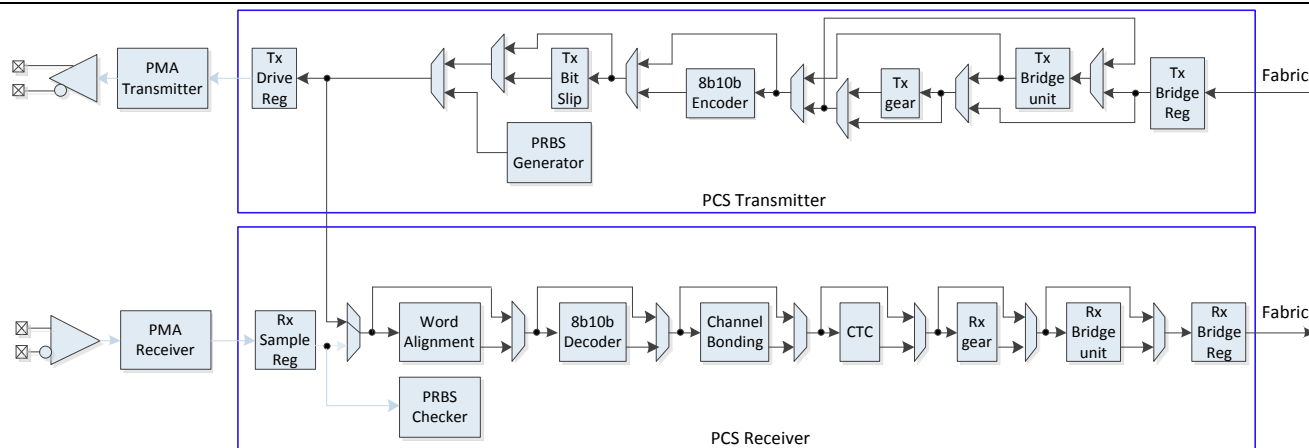 PMA
Transmitter
Tx
Drive
Reg
Tx
Bit
Slip
8b10b
Encoder
Tx
gear
Tx
Bridge
unit
Tx
Bridge
Reg
Fabric
PRBS
Generator
PCS Transmitter
PMA
Receiver
Rx
Sample
Reg
Word
Alignment
8b10b
Decoder
Channel
Bonding
CTC
Rx
gear
Rx
Bridge
unit
Rx
Bridge
Reg
Fabric
PRBS
Checker
PCS Receiver